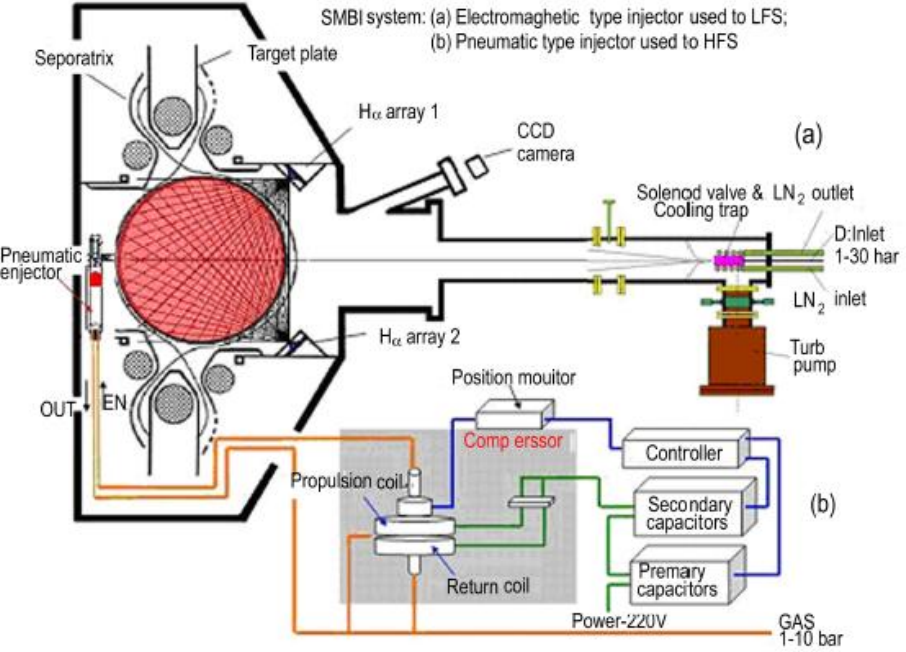 SMBI system: (a) Electromaghetic type injector used to LFS;
(b) Pneumatic type injector used to HFS
Seporatrix
Target plate
Hα array 1
CCD
camera
(a)
Solenod valve & LN2 outlet
Cooling trap
D:Inlet
1-30 har
Pneumatic
enjector
LN2 inlet
Hα array 2
Turb
pump
Position mouitor
OUT
EN
Comp erssor
Controller
Propulsion coil
Secondary
capacitors
(b)
Return coil
Premary
capacitors
Power-220V
GAS
1-10 bar